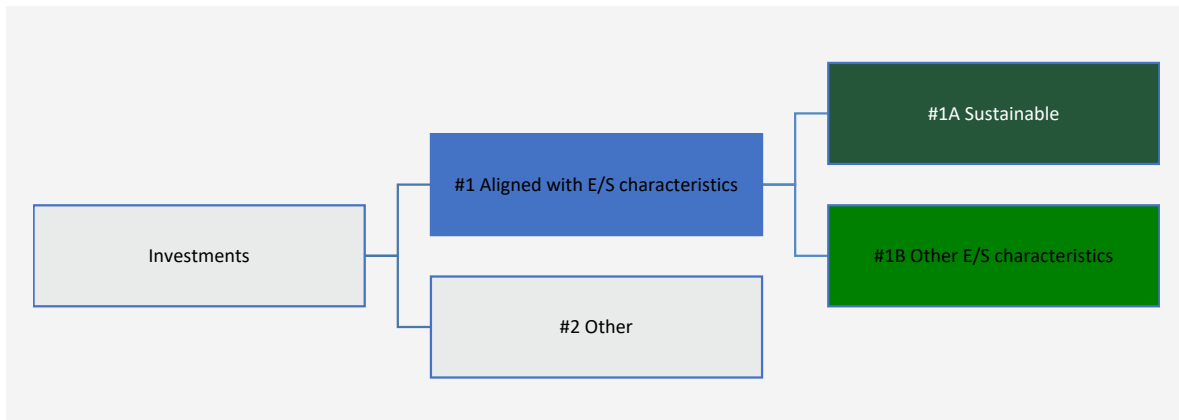 Investments
#1 Aligned with E/S characteristics
#2 Other
#1A Sustainable
#1B Other E/S characteristics